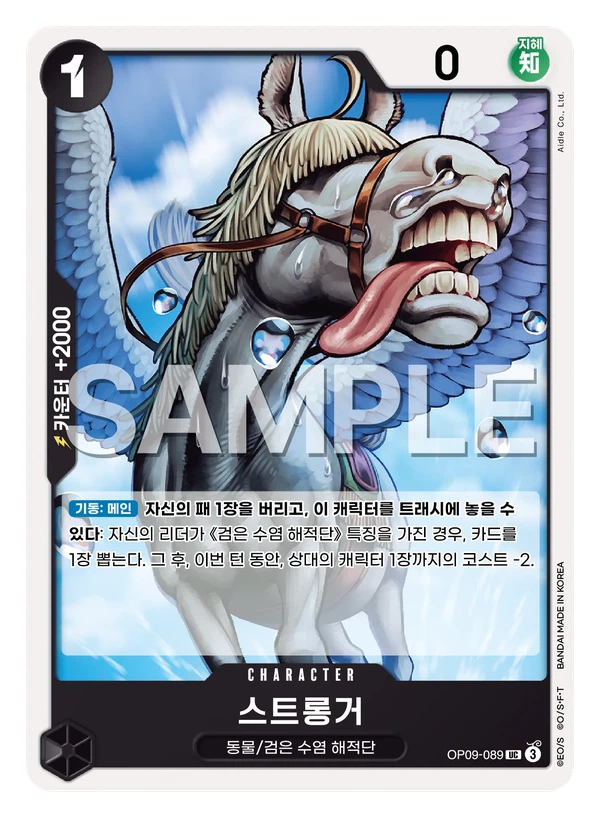 1
0
지혜
知
Aidle Co., Ltd.
카운터 +2000
SAMPLE
기동: 메인 자신의 패 1장을 버리고, 이 캐릭터를 트래시에 놓을 수
있다: 자신의 리더가 《검은 수염 해적단》 특징을 가진 경우, 카드를
1장 뽑는다. 그 후, 이번 턴 동안, 상대의 캐릭터 1장까지의 코스트 -2.
CHARACTER
스트롱거
동물/검은 수염 해적단
OP09-089 UC 3
©EO/S ©O/S·F·T BANDAI MADE IN KOREA